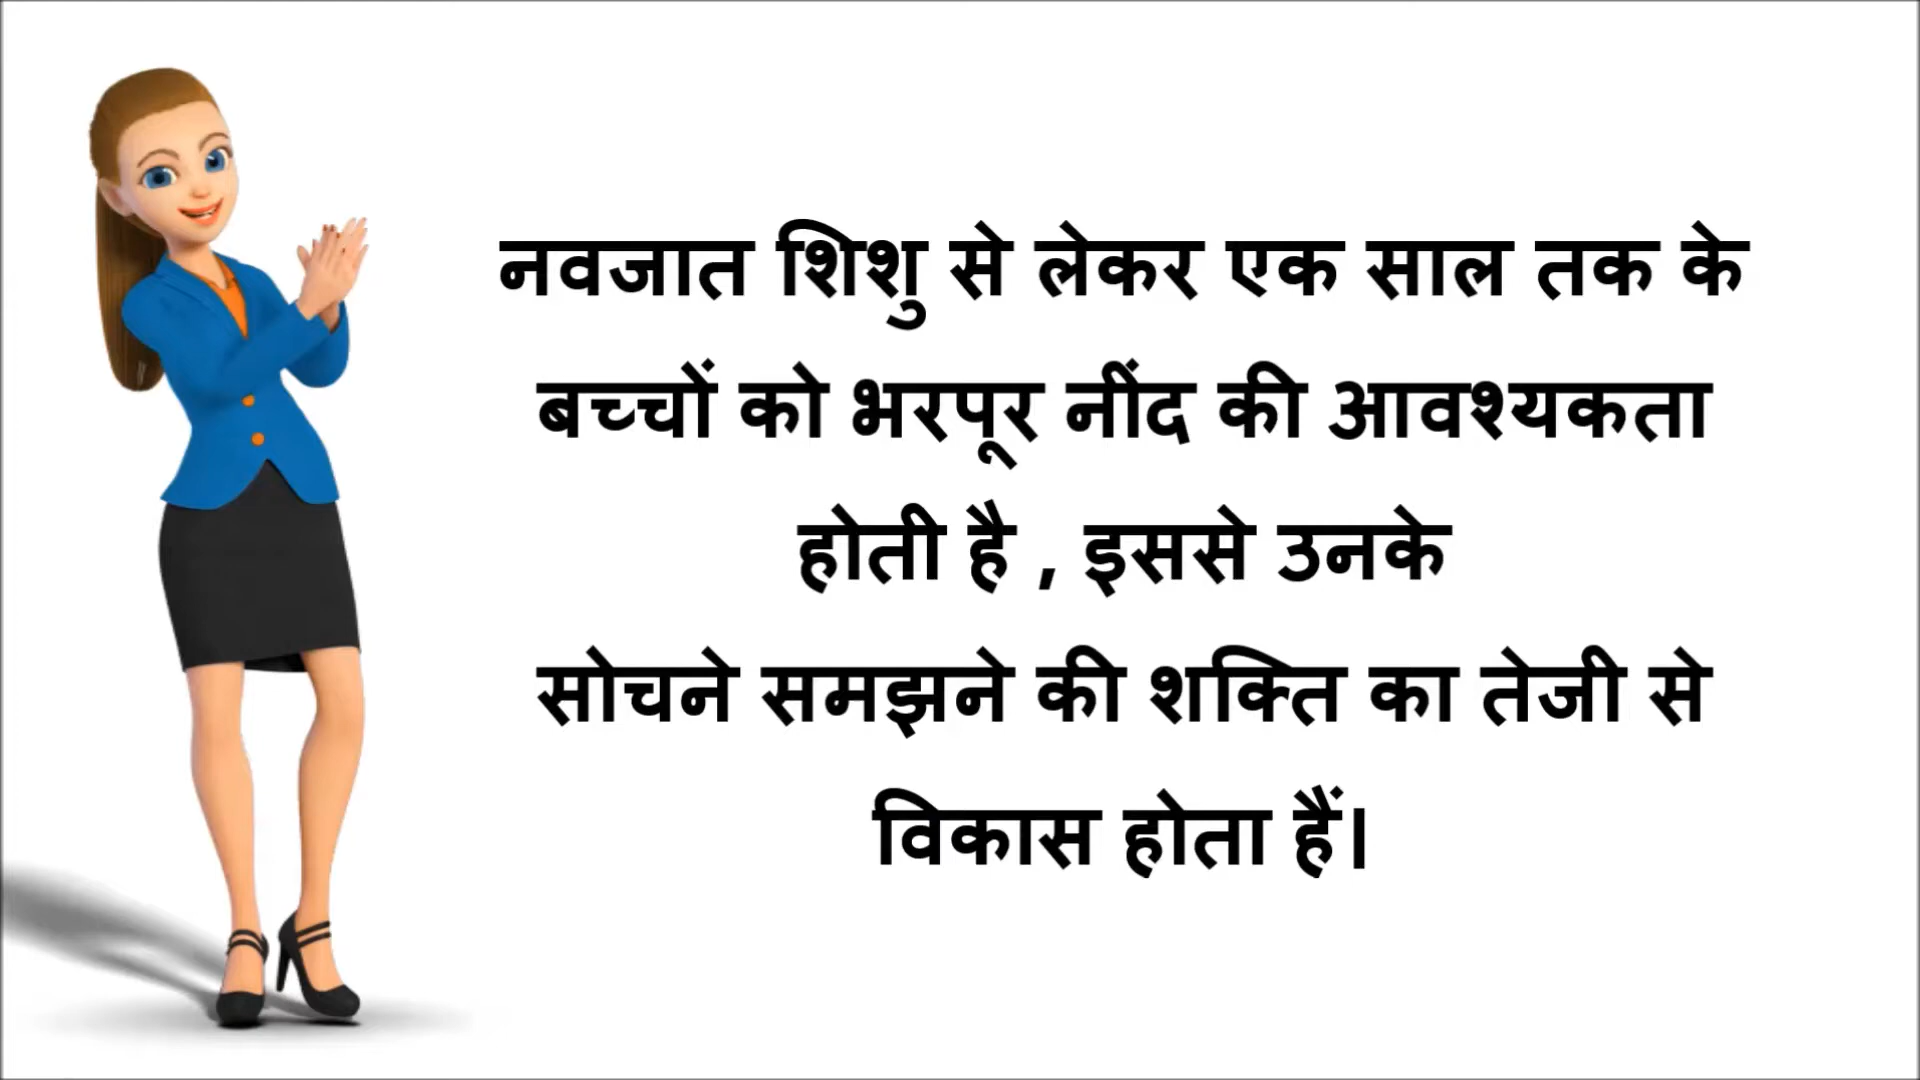 नवजात शिशु से लेकर एक साल तक के
बच्चों को भरपूर नींद की आवश्यकता
होती है , इससे उनके
सोचने समझने की शक्ति का तेजी से
विकास होता हैं।